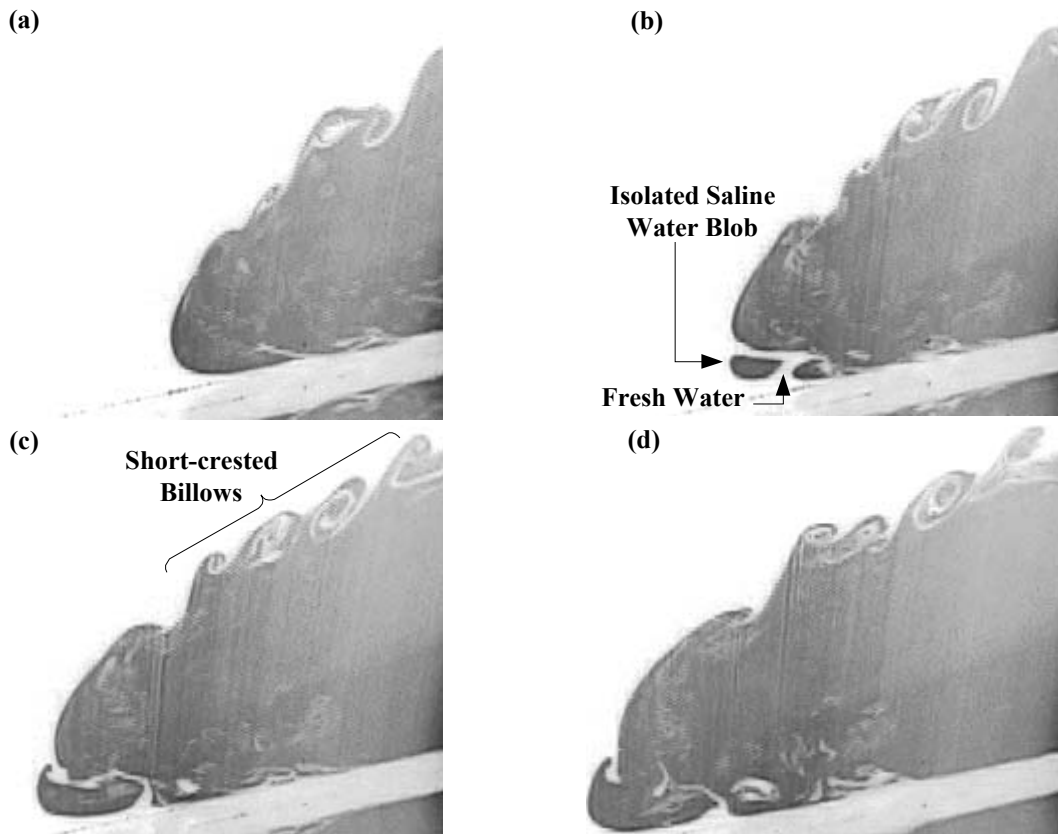 (a)
(b)
Isolated Saline
Water Blob
Fresh Water
(c)
Short-crested
Billows
(d)